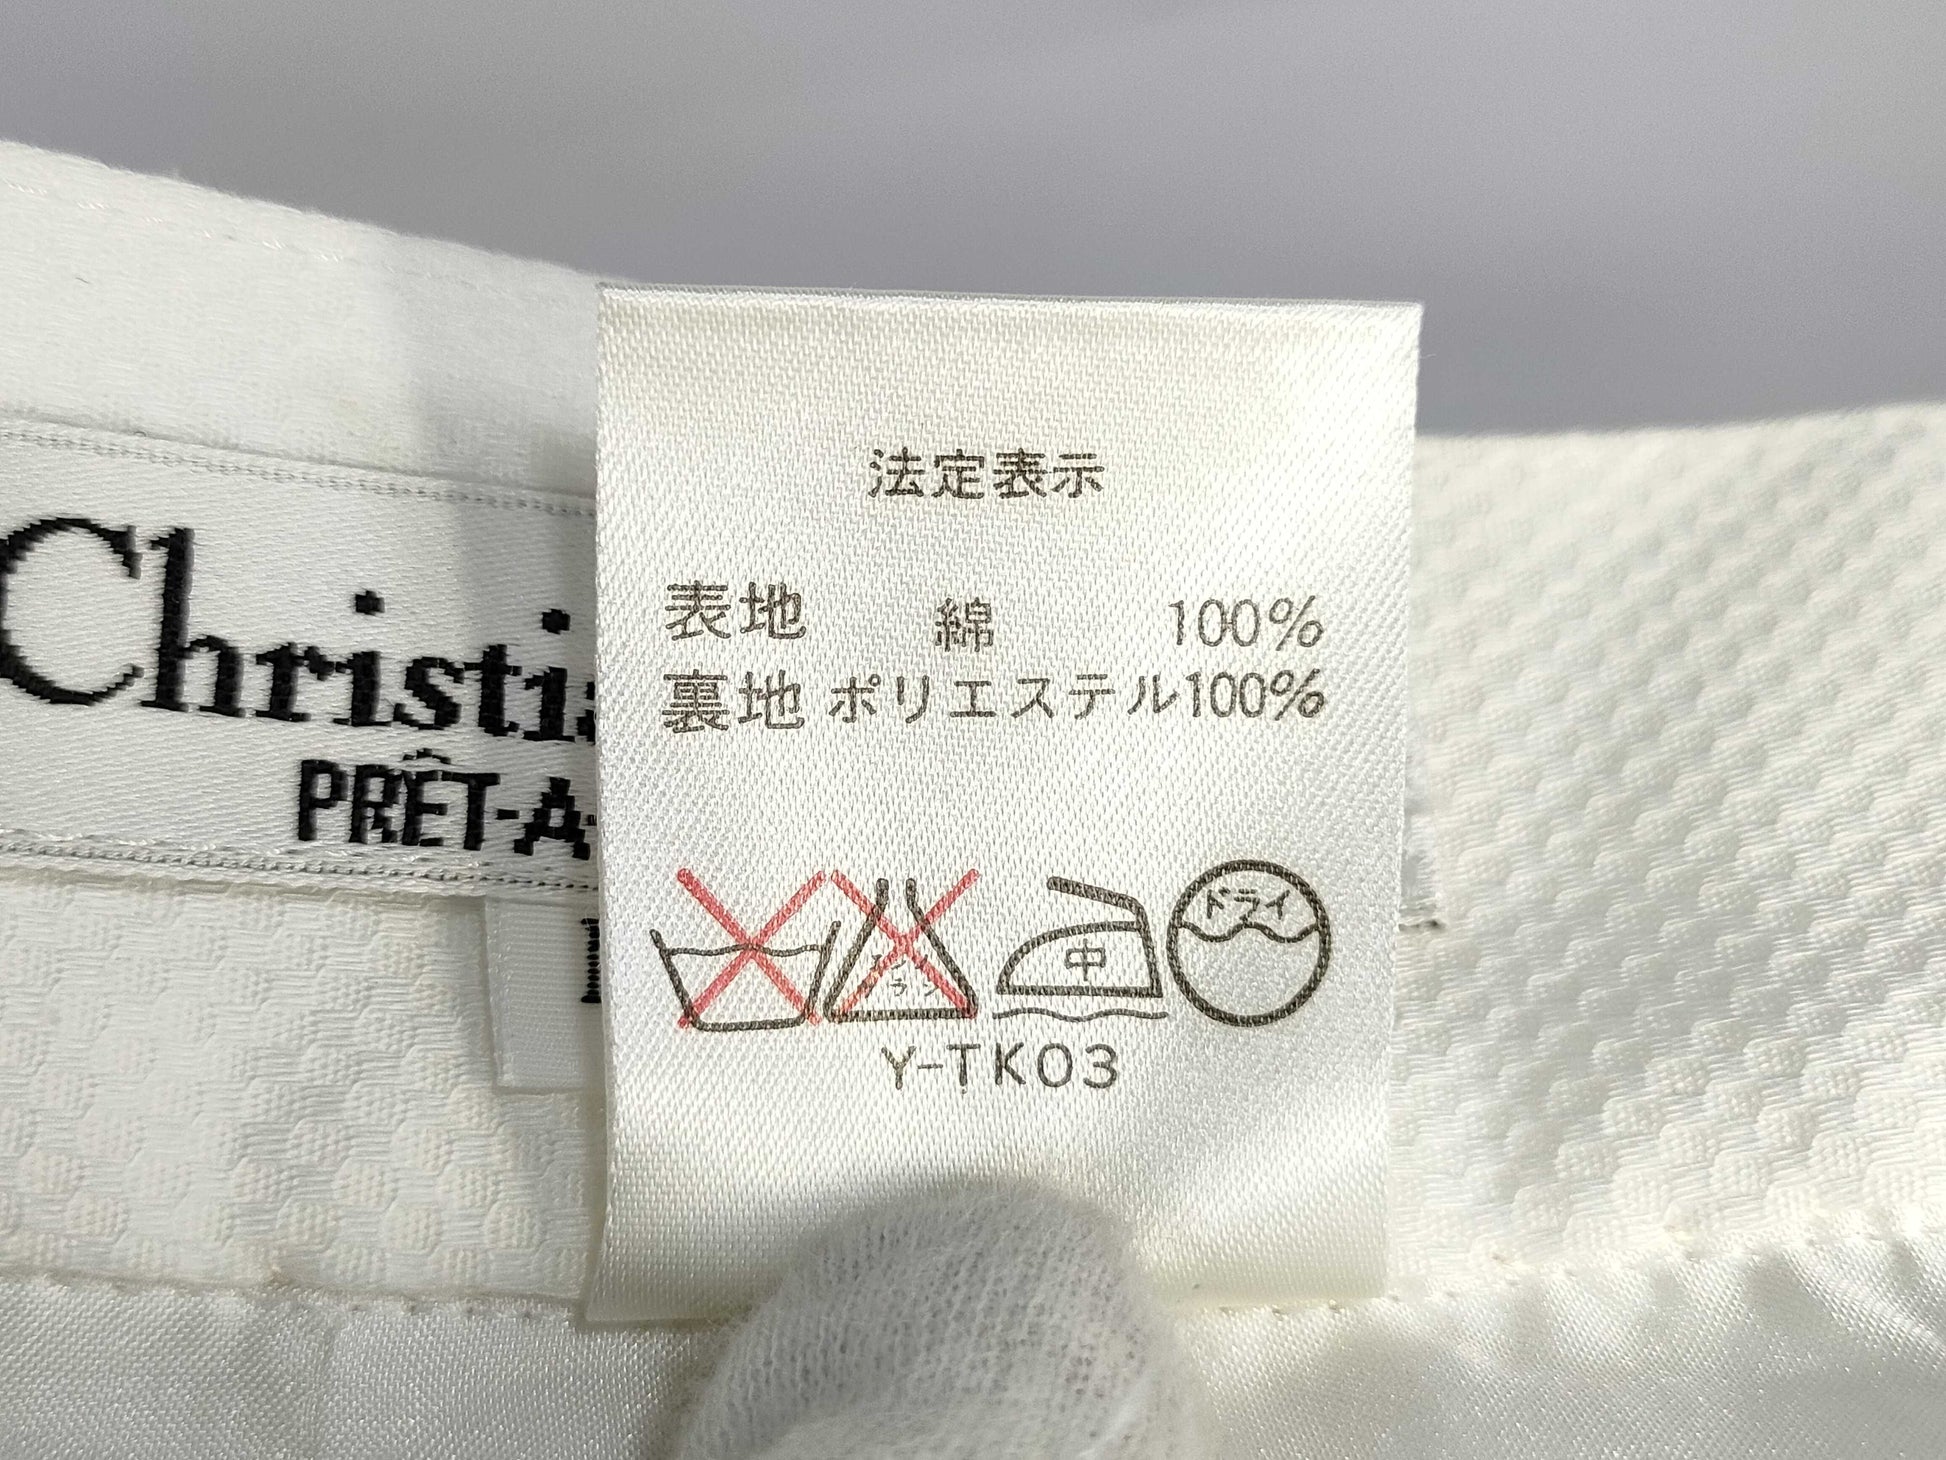 Christi
PRÊT-A-
法定表示
表地 綿 100%
裏地 ポリエステル100%
中
ドライ
Y-TK03